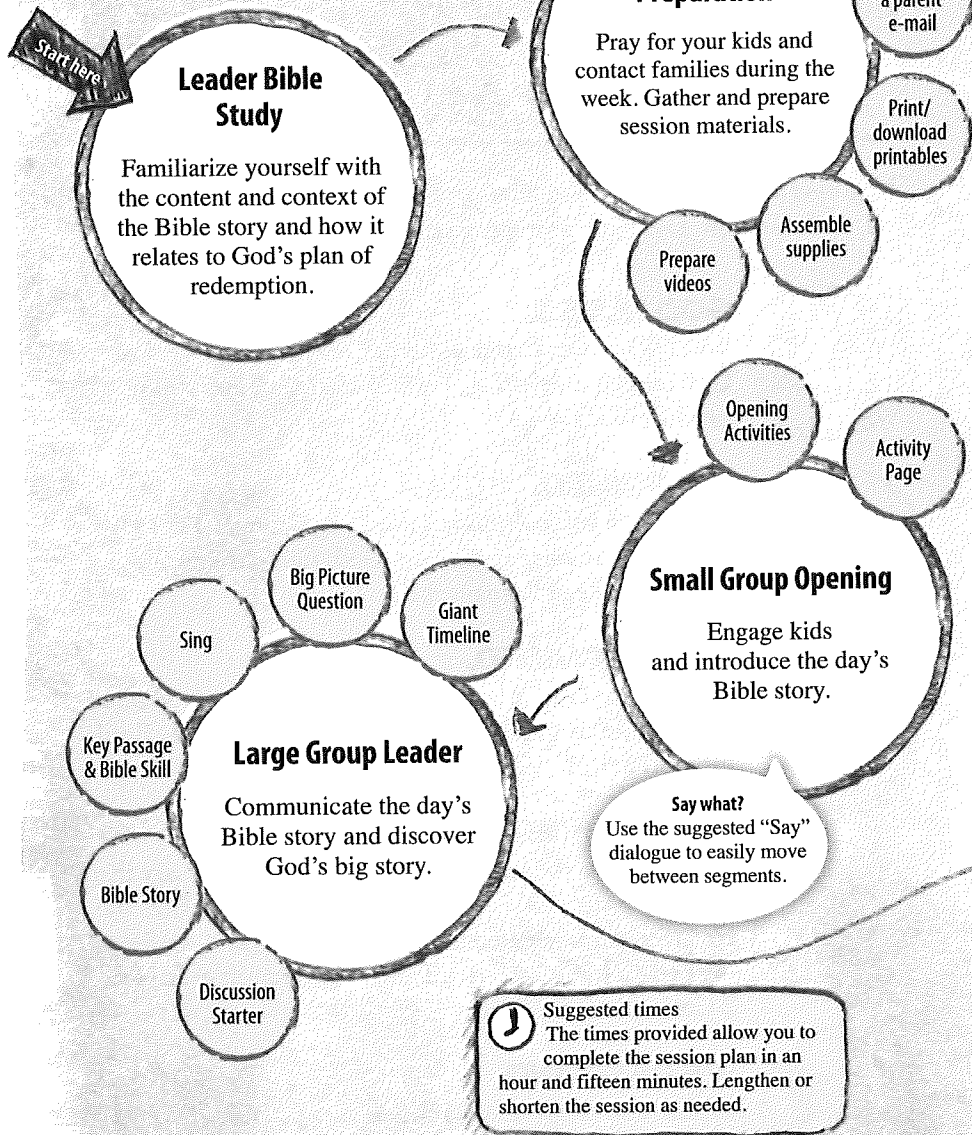 Start here
Leader Bible
Study
Familiarize yourself with
the content and context of
the Bible story and how it
relates to God's plan of
redemption.
Pray for your kids and
contact families during the
week. Gather and prepare
session materials.
a parent
e-mail
Print/
download
printables
Assemble
supplies
Prepare
videos
Opening
Activities
Activity
Page
Small Group Opening
Engage kids
and introduce the day's
Bible story.
Say what?
Use the suggested “Say”
dialogue to easily move
between segments.
Giant
Timeline
Big Picture
Question
Sing
Key Passage
& Bible Skill
Bible Story
Discussion
Starter
Large Group Leader
Communicate the day's
Bible story and discover
God's big story.
Suggested times
The times provided allow you to
complete the session plan in an
hour and fifteen minutes. Lengthen or
shorten the session as needed.